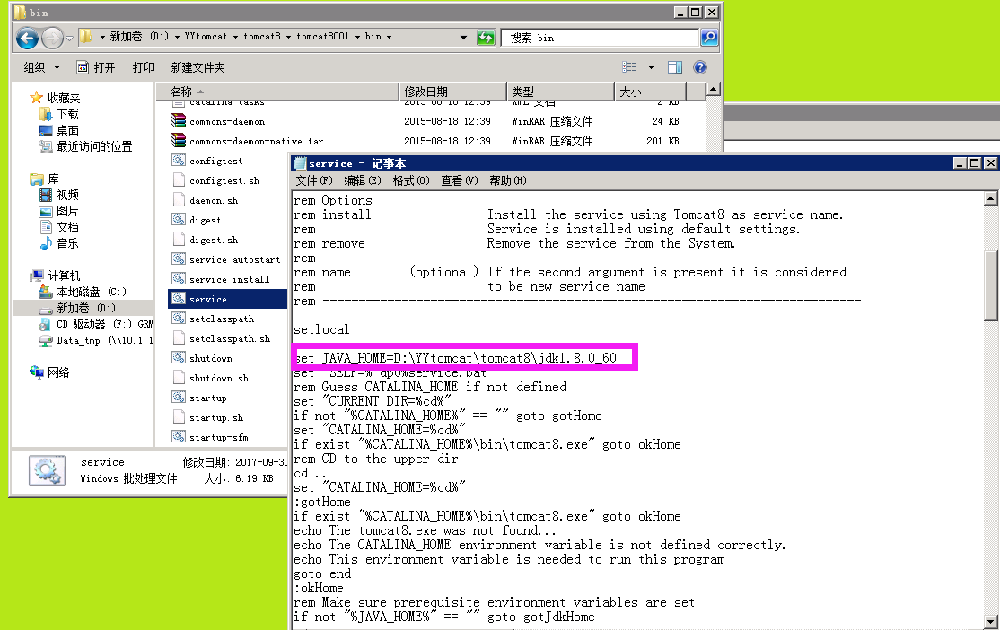 bin
新加卷 (D:) YYtomcat tomcat8 tomcat8001 bin
搜索 bin
组织 打开 打印 新建文件夹
名称 修改日期 类型 大小
收藏夹
下载
桌面
最近访问的位置
库
视频
图片
文档
音乐
计算机
本地磁盘 (C:)
新加卷 (D:)
CD 驱动器 (F:) GRM
Data_tmp (\\10.1.1
网络
catalina tasks 2015-08-18 12:39 XML 文档 2 KB
commons-daemon 2015-08-18 12:39 WinRAR 压缩文件 24 KB
commons-daemon-native.tar 2015-08-18 12:39 WinRAR 压缩文件 201 KB
configtest
configtest.sh
daemon.sh
digest
digest.sh
service autostart
service install
service
setclasspath
setclasspath.sh
shutdown
shutdown.sh
startup
startup.sh
startup-sfm
service 修改日期: 2017-09-30
Windows 批处理文件 大小: 6.19 KB
service - 记事本
文件(F) 编辑(E) 格式(O) 查看(V) 帮助(H)
rem Options
rem install Install the service using Tomcat8 as service name.
rem Service is installed using default settings.
rem remove Remove the service from the System.
rem
rem name (optional) If the second argument is present it is considered
rem to be new service name
rem ---------------------------------------------------------------------------
setlocal
set JAVA_HOME=D:\YYtomcat\tomcat8\jdk1.8.0_60
set "SELF=%~dp0%service.bat"
rem Guess CATALINA_HOME if not defined
set "CURRENT_DIR=%cd%"
if not "%CATALINA_HOME%" == "" goto gotHome
set "CATALINA_HOME=%cd%"
if exist "%CATALINA_HOME%\bin\tomcat8.exe" goto okHome
rem CD to the upper dir
cd ..
set "CATALINA_HOME=%cd%"
:gotHome
if exist "%CATALINA_HOME%\bin\tomcat8.exe" goto okHome
echo The tomcat8.exe was not found...
echo The CATALINA_HOME environment variable is not defined correctly.
echo This environment variable is needed to run this program
goto end
:okHome
rem Make sure prerequisite environment variables are set
if not "%JAVA_HOME%" == "" goto gotJdkHome